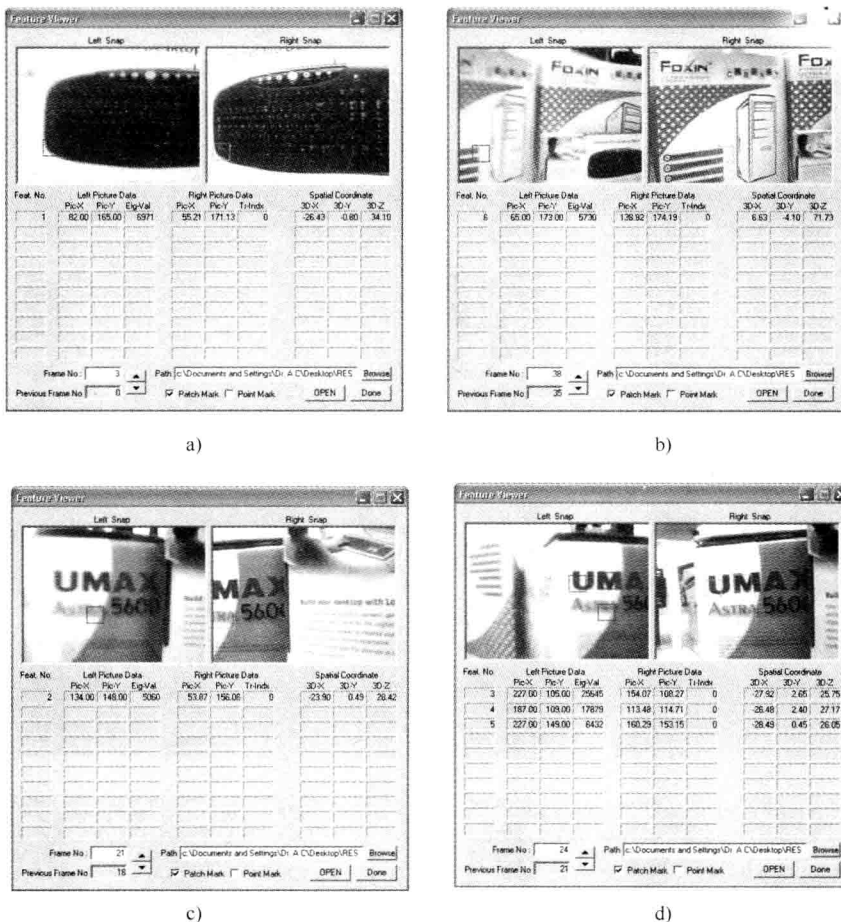 Feature Viewer
Left Snap Right Snap
Feat. No. Left Picture Data Right Picture Data Spatial Coordinate
Pic-X Pic-Y Eig-Val Pic-X Pic-Y Tr-Indx 3D-X 3D-Y 3D-Z
1 82.00 165.00 6971 55.21 171.13 0 -26.43 -0.80 34.10
Frame No.: 3 Path c:\Documents and Settings\Dr. A C\Desktop\RES Browse
Previous Frame No 0 Patch Mark Point Mark OPEN Done
a)
Left Snap Right Snap
FOXIN FOXIN
Feat. No. Left Picture Data Right Picture Data Spatial Coordinate
Pic-X Pic-Y Eig-Val Pic-X Pic-Y Tr-Indx 3D-X 3D-Y 3D-Z
6 65.00 173.00 5730 138.92 174.19 0 6.63 -4.10 71.73
Frame No.: 38 Path c:\Documents and Settings\Dr. A C\Desktop\RES Browse
Previous Frame No 35 Patch Mark Point Mark OPEN Done
b)
Feature Viewer
Left Snap Right Snap
UMAX MAX
ASTRA 5600 560
Feat. No. Left Picture Data Right Picture Data Spatial Coordinate
Pic-X Pic-Y Eig-Val Pic-X Pic-Y Tr-Indx 3D-X 3D-Y 3D-Z
2 134.00 148.00 5060 53.87 156.06 0 -23.90 0.49 28.42
Frame No.: 21 Path c:\Documents and Settings\Dr. A C\Desktop\RES Browse
Previous Frame No 18 Patch Mark Point Mark OPEN Done
c)
Feature Viewer
Left Snap Right Snap
UMA UMAX
ASTRA 56 ASTRA 5600
Feat. No. Left Picture Data Right Picture Data Spatial Coordinate
Pic-X Pic-Y Eig-Val Pic-X Pic-Y Tr-Indx 3D-X 3D-Y 3D-Z
3 227.00 105.00 25645 154.07 108.27 0 -27.92 2.65 25.75
4 187.00 109.00 17879 113.48 114.71 0 -26.48 2.40 27.17
5 227.00 149.00 6432 160.29 153.15 0 -28.49 0.45 26.05
Frame No.: 24 Path c:\Documents and Settings\Dr. A C\Desktop\RES Browse
Previous Frame No 21 Patch Mark Point Mark OPEN Done
d)